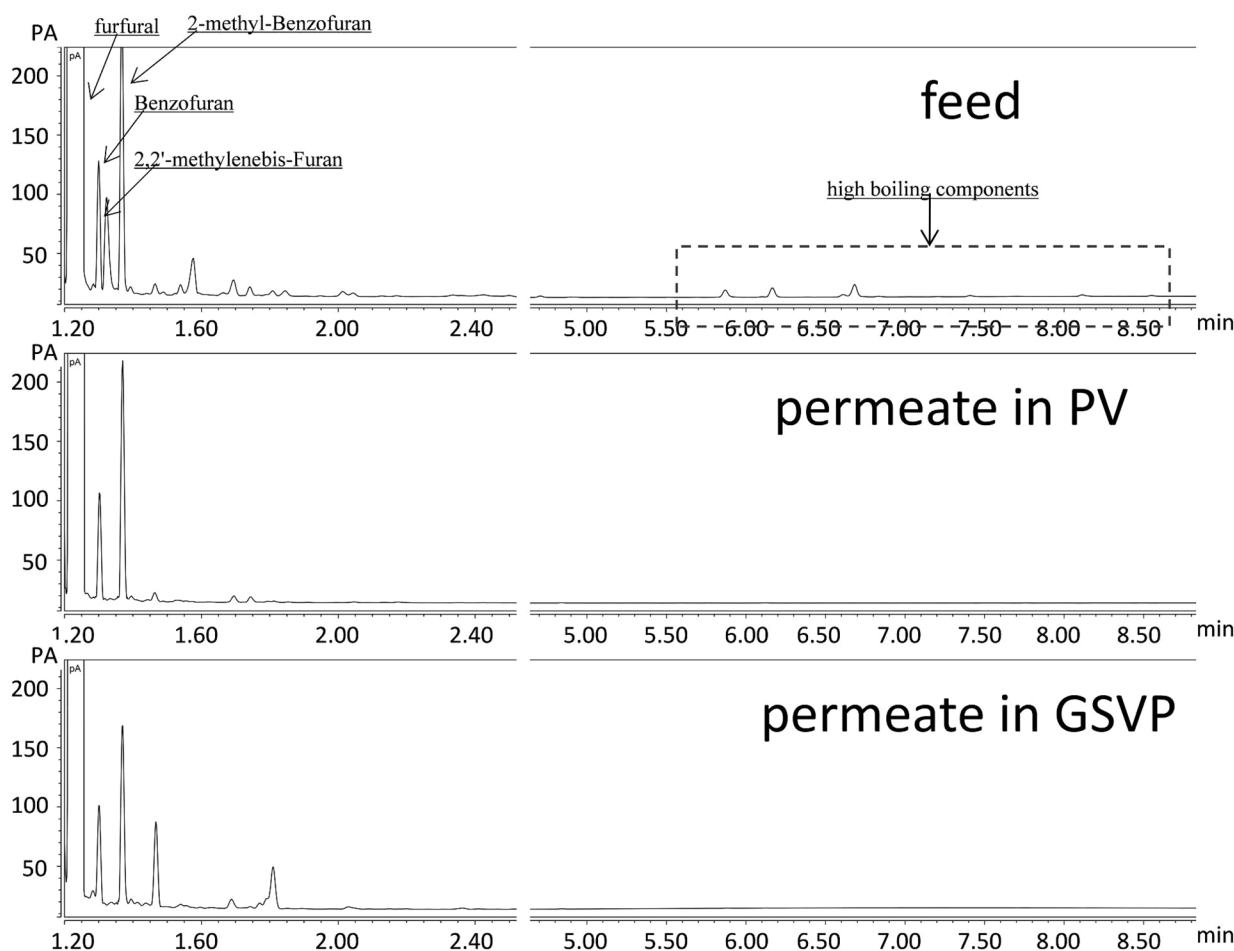 PA
furfural
2-methyl-Benzofuran
pA
200
feed
Benzofuran
150
2,2'-methylenebis-Furan
100
high boiling components
50
1.20 1.60 2.00 2.40 5.00 5.50 6.00 6.50 7.00 7.50 8.00 8.50 min
PA
pA
200
permeate in PV
150
100
50
1.20 1.60 2.00 2.40 5.00 5.50 6.00 6.50 7.00 7.50 8.00 8.50 min
PA
pA
200
permeate in GSVP
150
100
50
1.20 1.60 2.00 2.40 5.00 5.50 6.00 6.50 7.00 7.50 8.00 8.50 min